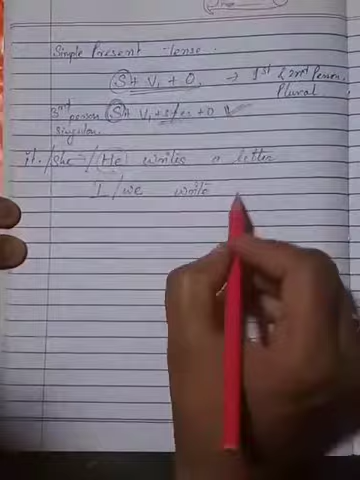 Simple Present tense.
S + V₁ + O, → 1st & 2nd Person,
Plural
3rd person singular S + V₁ + s/es + O
it / She / He writes a letter
I / we write